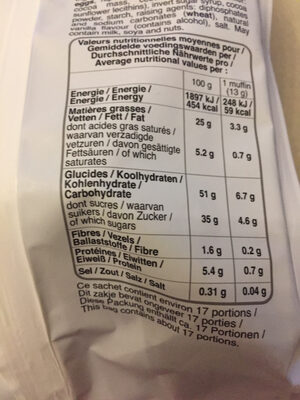 eggs,
cocoa mass, invert sugar syrup, cocoa
sunflower lecithins), invert sugar syrup, cocoa
powder, starch, raising agents: diphosphates
and sodium carbonates (wheat), natural
vanilla flavour (contains alcohol), salt. May
contain milk, soya and nuts.
Valeurs nutritionnelles moyennes pour /
Gemiddelde voedingswaarden per /
Durchschnittliche Nährwerte pro /
Average nutritional values per :
100 g 1 muffin (13 g)
Energie / Energie /
Energie / Energy
1897 kJ / 454 kcal 248 kJ / 59 kcal
Matières grasses /
Vetten / Fett / Fat 25 g 3.3 g
dont acides gras saturés /
waarvan verzadigde
vetzuren / davon gesättigte
Fettsäuren / of which
saturates 5.2 g 0.7 g
Glucides / Koolhydraten /
Kohlenhydrate /
Carbohydrate 51 g 6.7 g
dont sucres / waarvan
suikers / davon Zucker /
of which sugars 35 g 4.6 g
Fibres / Vezels /
Ballaststoffe / Fibre 1.6 g 0.2 g
Protéines / Eiwitten /
Eiweiß / Protein 5.4 g 0.7 g
Sel / Zout / Salz / Salt 0.31 g 0.04 g
Ce sachet contient environ 17 portions /
Dit zakje bevat ongeveer 17 porties /
Diese Packung enthält ca. 17 Portionen /
This bag contains about 17 portions.